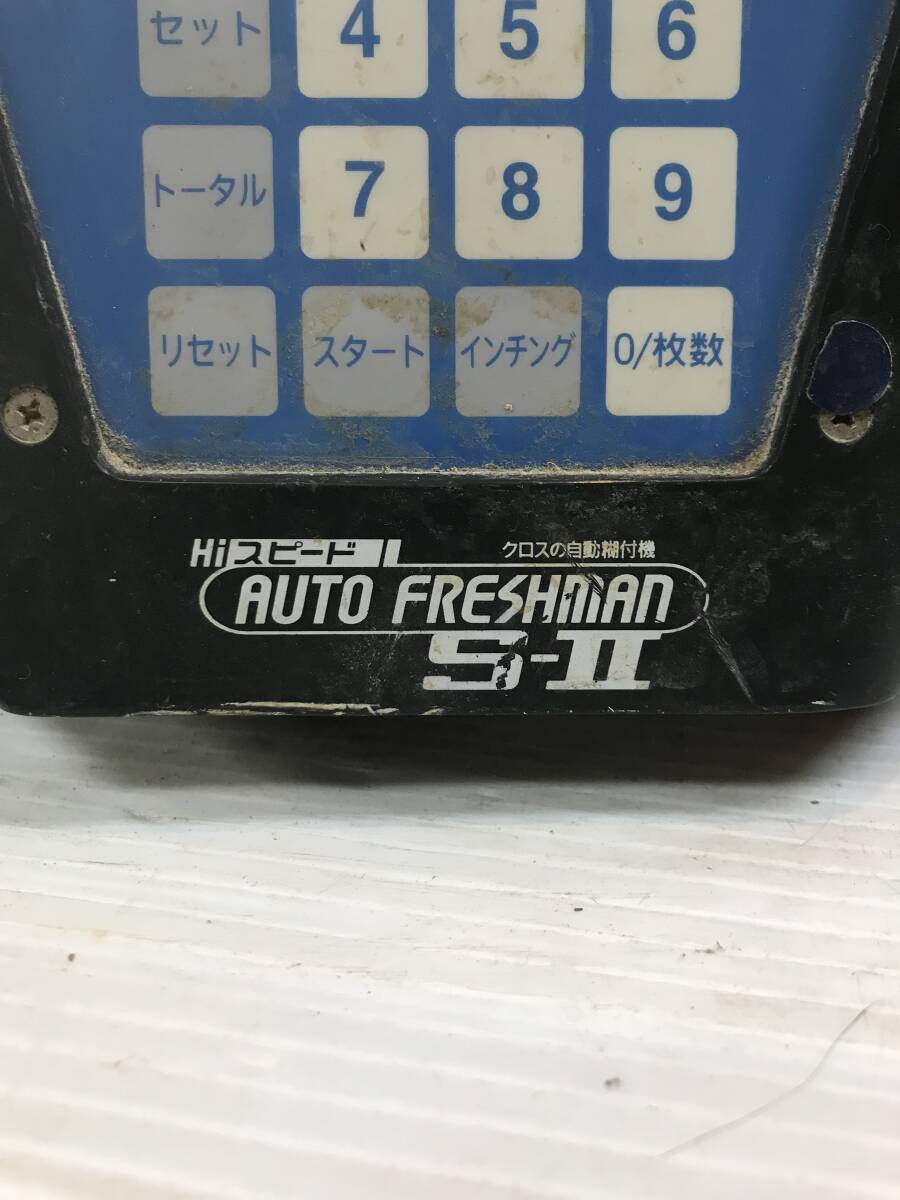 セット 4 5 6
トータル 7 8 9
リセット スタート インチング 0/枚数
Hiスピード クロスの自動糊付機
AUTO FRESHMAN
S-II